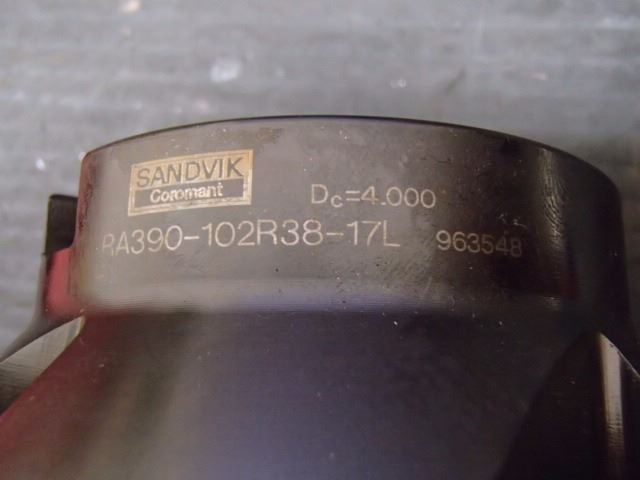 SANDVIK
Coromant
Dc=4.000
RA390-102R38-17L 963548